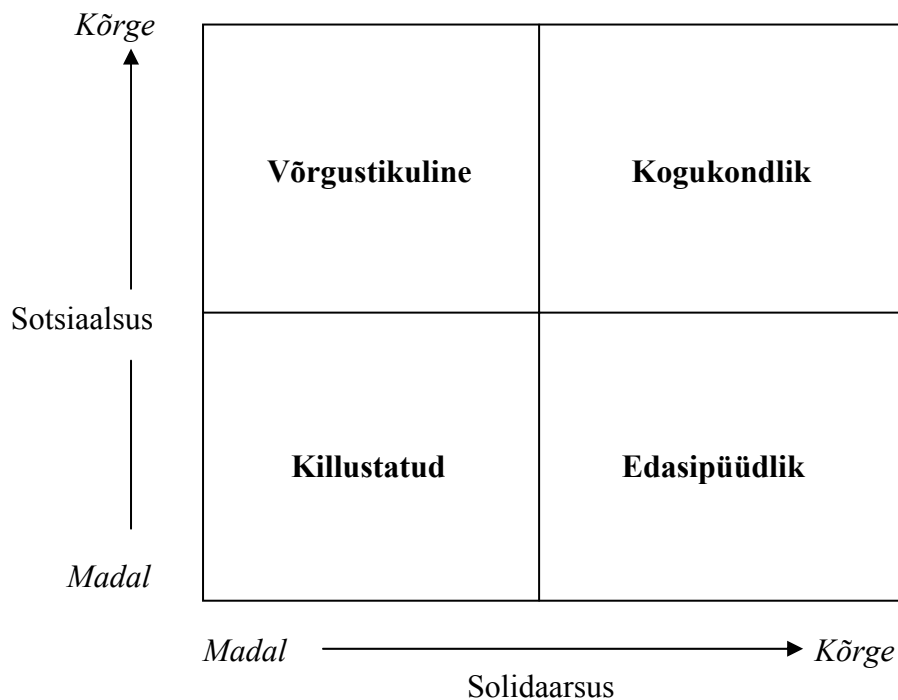 Kõrge
Võrgustikuline
Kogukondlik
Sotsiaalsus
Killustatud
Edasipüüdlik
Madal
Madal
Kõrge
Solidaarsus